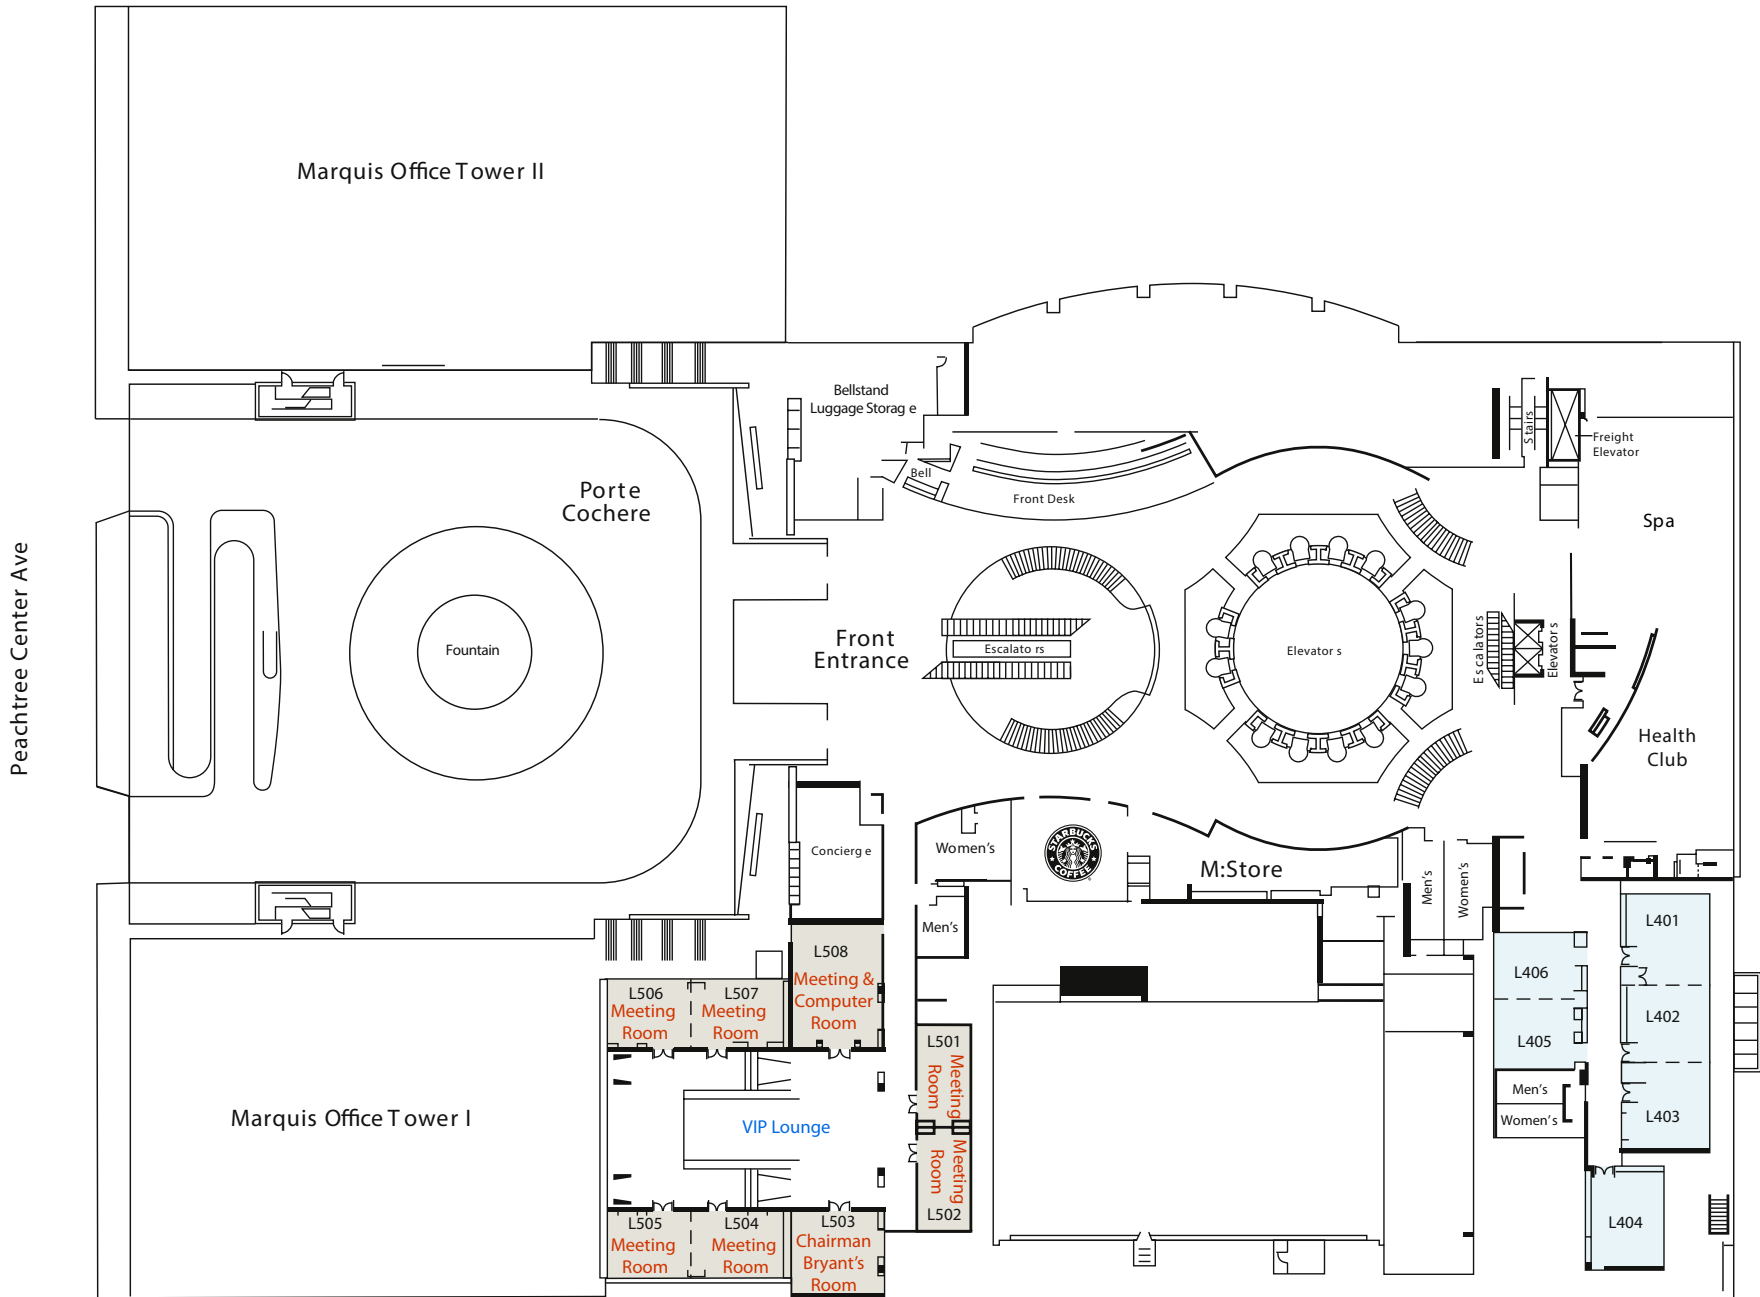 Marquis Office Tower II
Bellstand
Luggage Storag e
Stairs
Freight
Elevator
Bell
Front Desk
Porte
Cochere
Spa
Peachtree Center Ave
Fountain
Front
Entrance
Escalato rs
Elevator s
Escalators
Elevators
Health
Club
Concierg e
Women's
STARBUCKS
COFFEE
M:Store
Men's
Women's
Men's
L401
L508
Meeting &
Computer
Room
L506
Meeting
Room
L507
Meeting
Room
L406
L402
L405
L501
Meeting
Room
Men's
Women's
L403
Marquis Office Tower I
VIP Lounge
Meeting
Room
L502
L505
Meeting
Room
L504
Meeting
Room
L503
Chairman
Bryant's
Room
L404